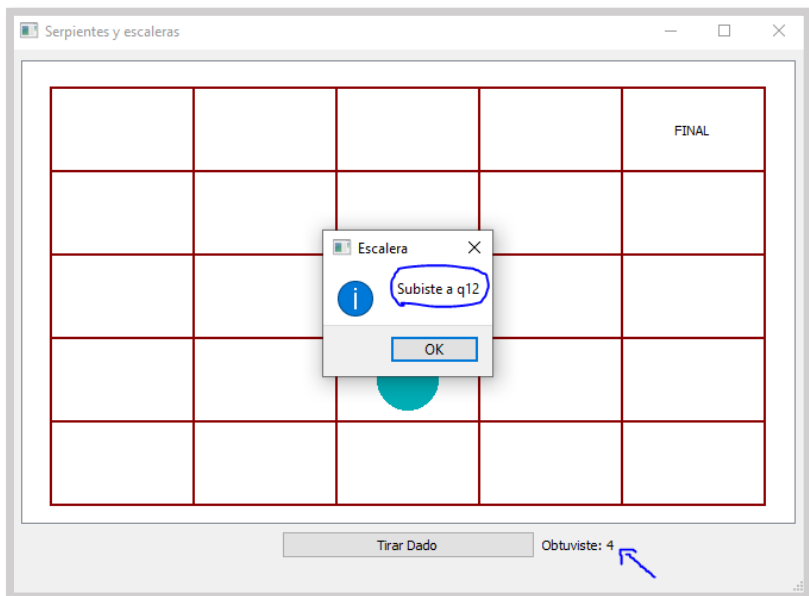 Serpientes y escaleras
FINAL
Escalera
Subiste a q12
OK
Tirar Dado
Obtuviste: 4